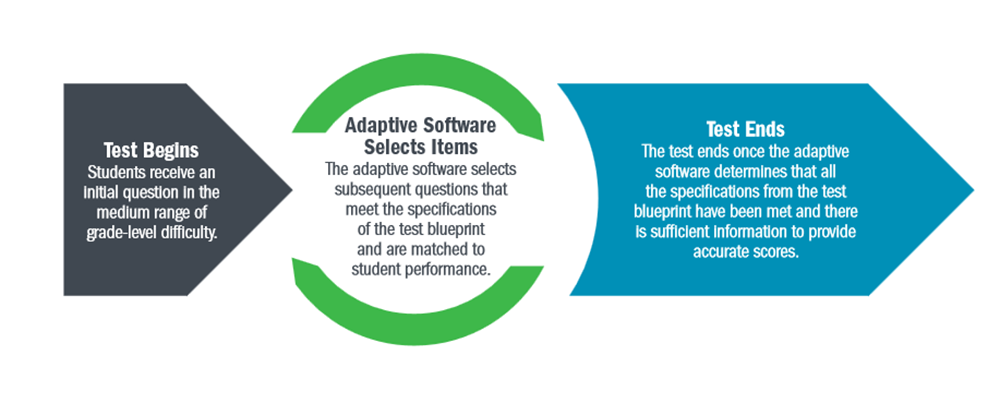 Test Begins
Students receive an
initial question in the
medium range of
grade-level difficulty.
Adaptive Software
Selects Items
The adaptive software selects
subsequent questions that
meet the specifications
of the test blueprint
and are matched to
student performance.
Test Ends
The test ends once the adaptive
software determines that all
the specifications from the test
blueprint have been met and there
is sufficient information to provide
accurate scores.